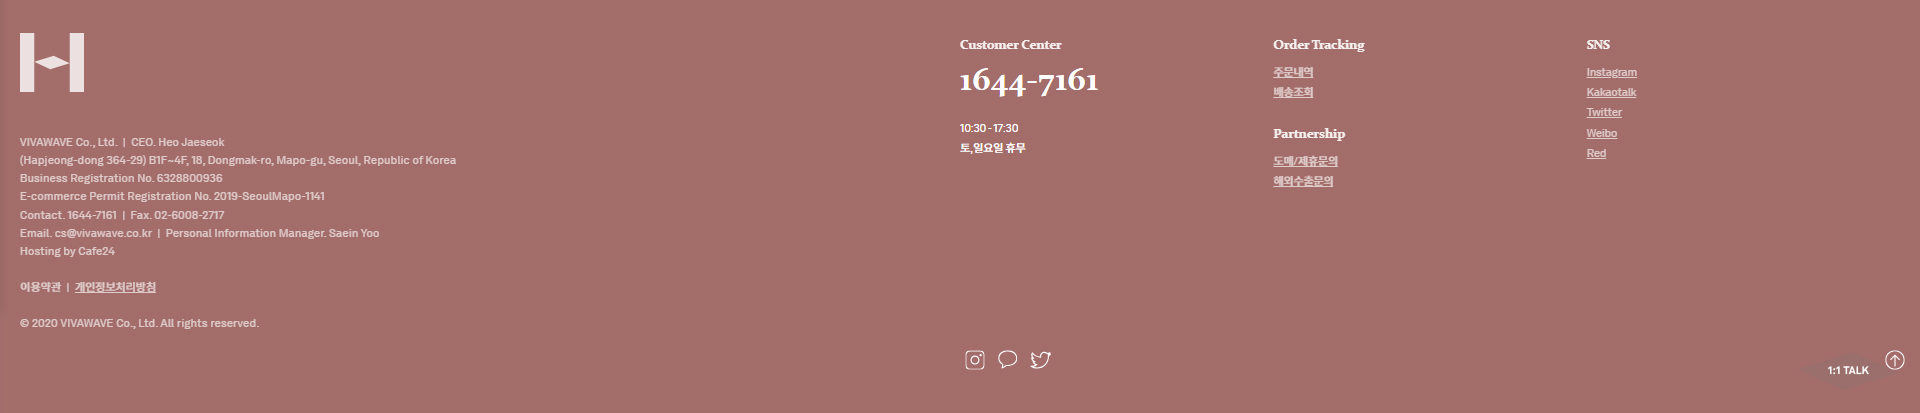 H
VIVAWAVE Co., Ltd. | CEO. Heo Jaeseok
(Hapjeong-dong 364-29) B1F~4F, 18, Dongmak-ro, Mapo-gu, Seoul, Republic of Korea
Business Registration No. 6328800936
E-commerce Permit Registration No. 2019-SeoulMapo-1141
Contact. 1644-7161 | Fax. 02-6008-2717
Email. cs@vivawave.co.kr | Personal Information Manager. Saein Yoo
Hosting by Cafe24
이용약관 | 개인정보처리방침
© 2020 VIVAWAVE Co., Ltd. All rights reserved.
Customer Center
1644-7161
10:30 - 17:30
토,일요일 휴무
Order Tracking
주문내역
배송조회
Partnership
도매/제휴문의
해외수출문의
SNS
Instagram
Kakaotalk
Twitter
Weibo
Red
1:1 TALK